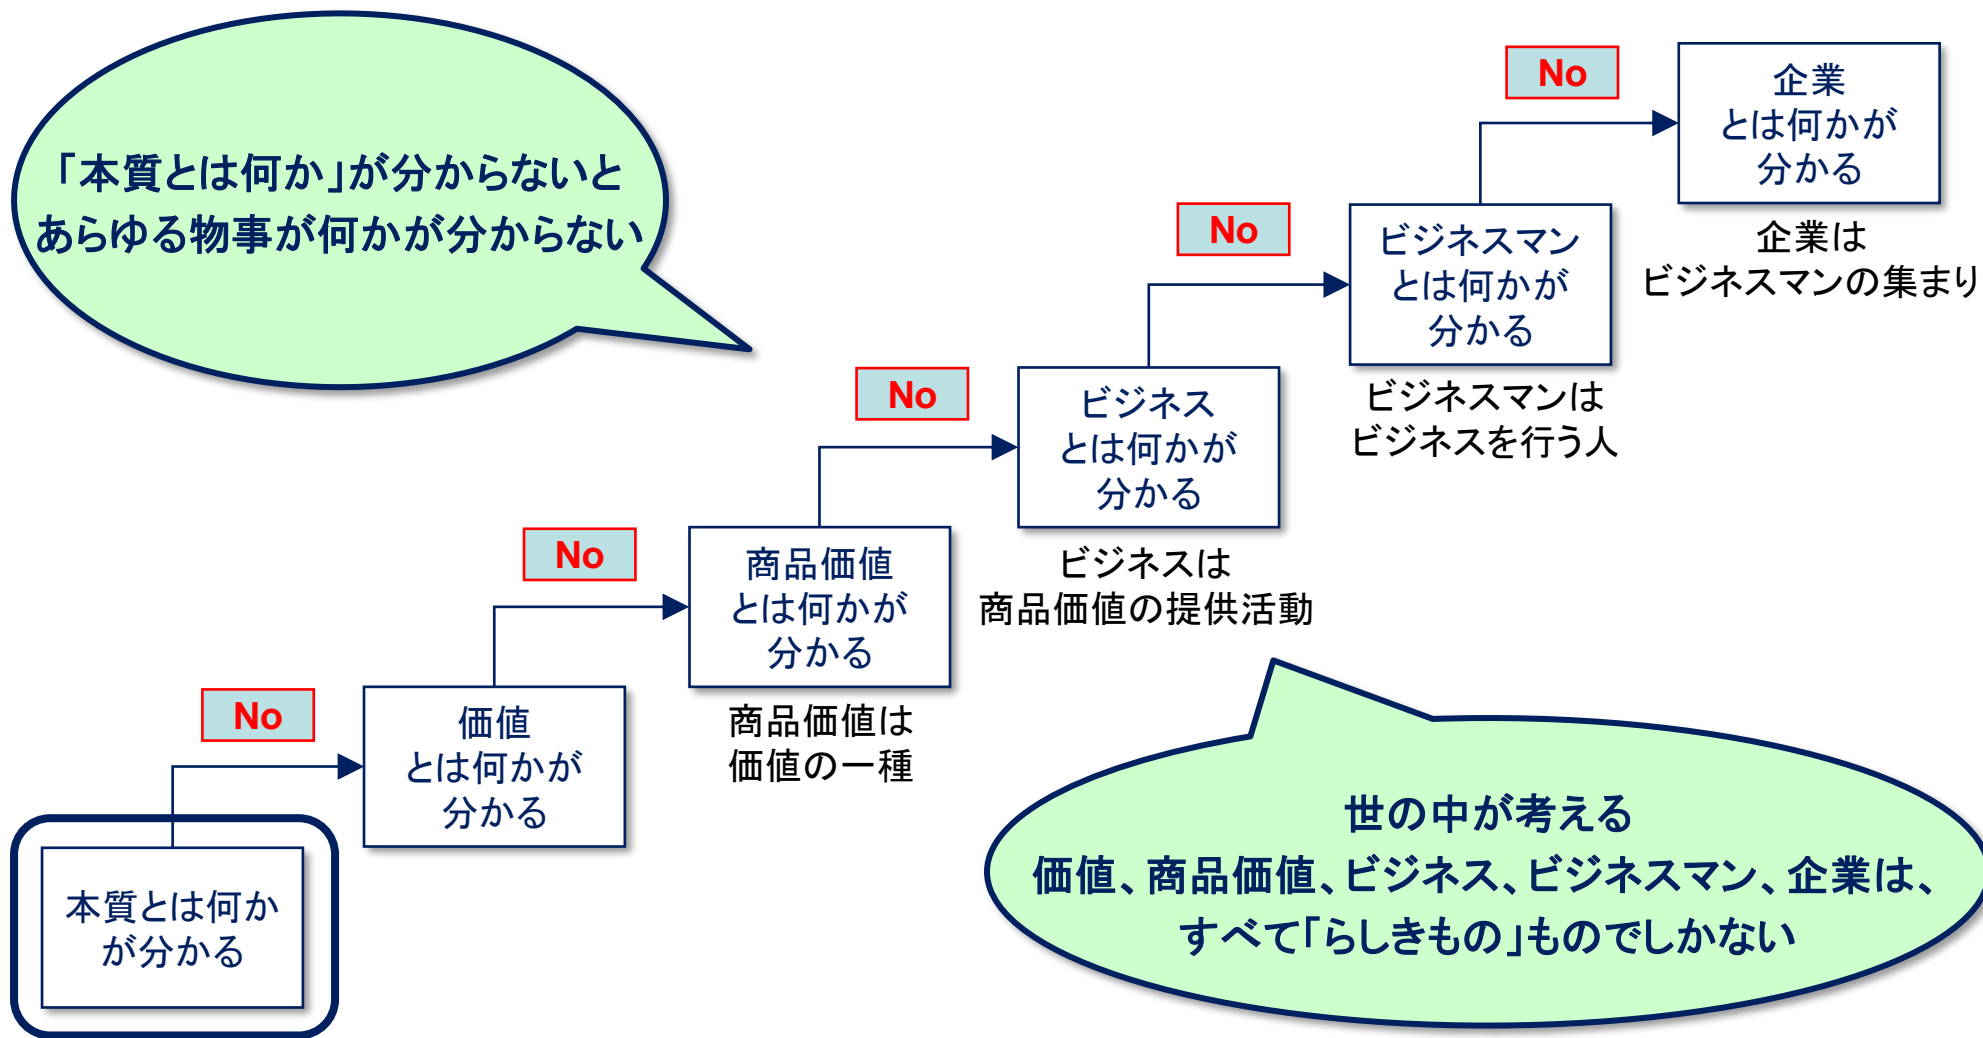 「本質とは何か」が分からないと
あらゆる物事が何かが分からない
No
企業
とは何かが
分かる
企業は
ビジネスマンの集まり
No
ビジネスマン
とは何かが
分かる
ビジネスマンは
ビジネスを行う人
No
ビジネス
とは何かが
分かる
ビジネスは
商品価値の提供活動
No
商品価値
とは何かが
分かる
商品価値は
価値の一種
No
価値
とは何かが
分かる
本質とは何か
が分かる
世の中が考える
価値、商品価値、ビジネス、ビジネスマン、企業は、
すべて「らしきもの」ものでしかない